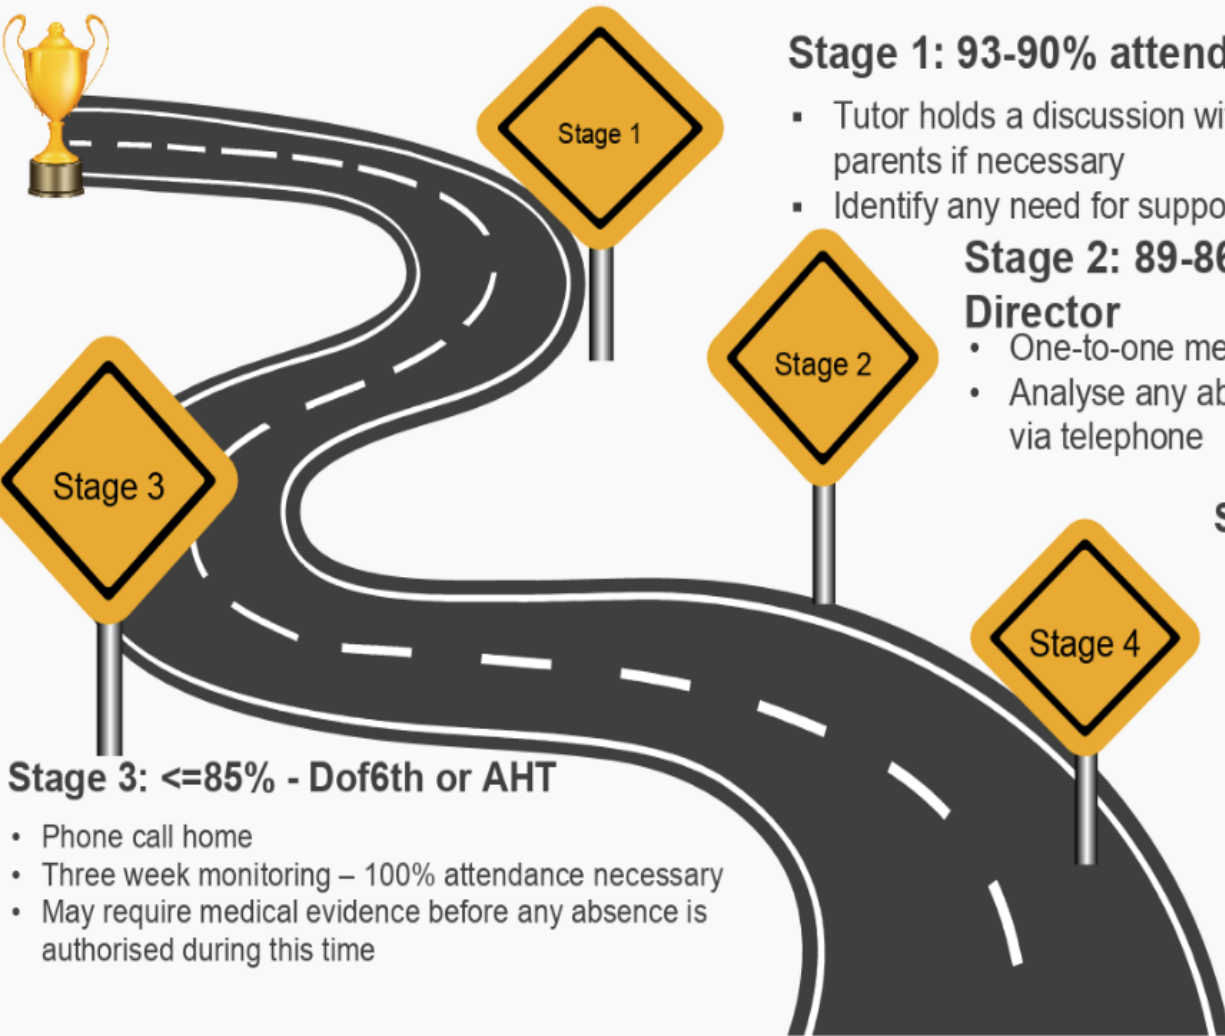 Stage 1
Stage 1: 93-90% attend
▪ Tutor holds a discussion wi
parents if necessary
▪ Identify any need for suppo
Stage 2
Stage 2: 89-86
Director
• One-to-one me
• Analyse any ab
via telephone
Stage 3
Stage 4
Stage 3: <=85% - Dof6th or AHT
• Phone call home
• Three week monitoring – 100% attendance necessary
• May require medical evidence before any absence is
authorised during this time